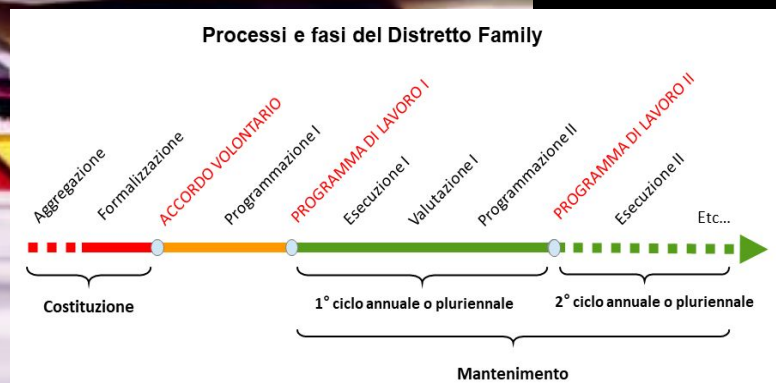 Processi e fasi del Distretto Family
Aggregazione
Formalizzazione
ACCORDO VOLONTARIO
Programmazione I
PROGRAMMA DI LAVORO I
Esecuzione I
Valutazione I
Programmazione II
PROGRAMMA DI LAVORO II
Esecuzione II
Etc...
Costituzione
1° ciclo annuale o pluriennale
2° ciclo annuale o pluriennale
Mantenimento